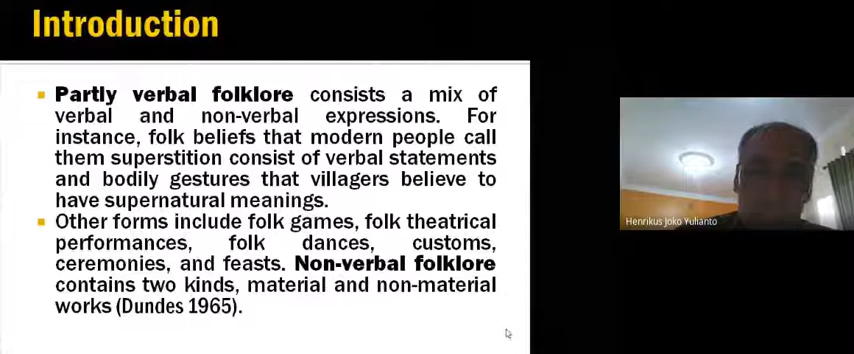 Introduction
Partly verbal folklore consists a mix of
verbal and non-verbal expressions. For
instance, folk beliefs that modern people call
them superstition consist of verbal statements
and bodily gestures that villagers believe to
have supernatural meanings.
Other forms include folk games, folk theatrical
performances, folk dances, customs,
ceremonies, and feasts. Non-verbal folklore
contains two kinds, material and non-material
works (Dundes 1965).
Henrikus Joko Yulianto